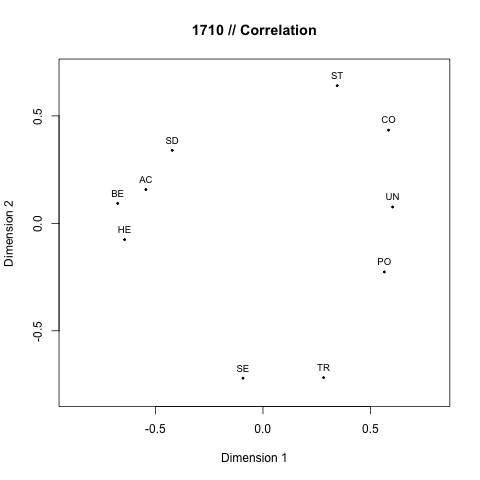 1710 // Correlation
ST
CO
SD
AC
BE
UN
HE
PO
SE
TR
0.5
0.0
-0.5
Dimension 2
-0.5
0.0
0.5
Dimension 1